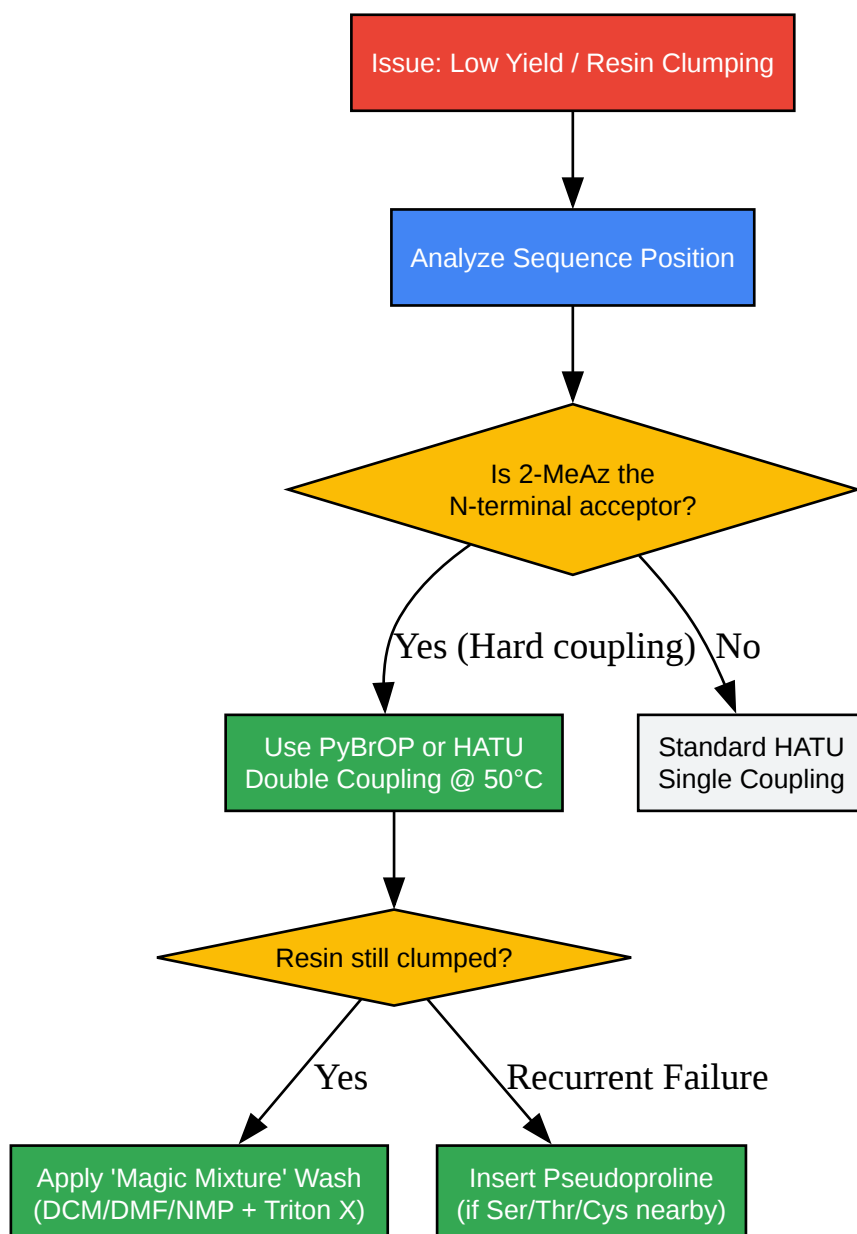 Issue: Low Yield / Resin Clumping
Analyze Sequence Position
Is 2-MeAz the
N-terminal acceptor?
Yes (Hard coupling)
No
Use PyBrOP or HATU
Double Coupling @ 50°C
Standard HATU
Single Coupling
Resin still clumped?
Yes
Recurrent Failure
Apply 'Magic Mixture' Wash
(DCM/DMF/NMP + Triton X)
Insert Pseudoproline
(if Ser/Thr/Cys nearby)